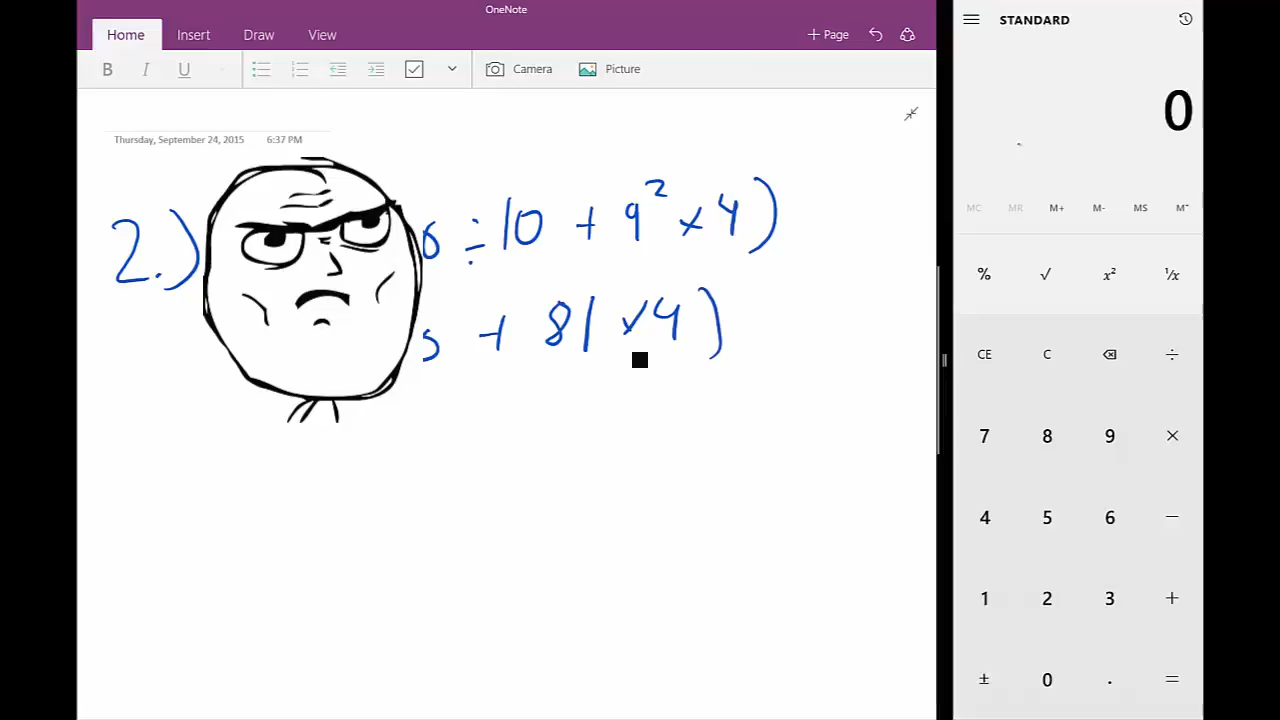 OneNote
Home Insert Draw View + Page
B I U Camera Picture
Thursday, September 24, 2015 6:37 PM
2.) ÷ 10 + 9² × 4)
+ 81 × 4)
STANDARD
0
MC MR M+ M- MS M˅
% √ x² ¹/x
CE C ÷
7 8 9 ×
4 5 6 −
1 2 3 +
± 0 . =